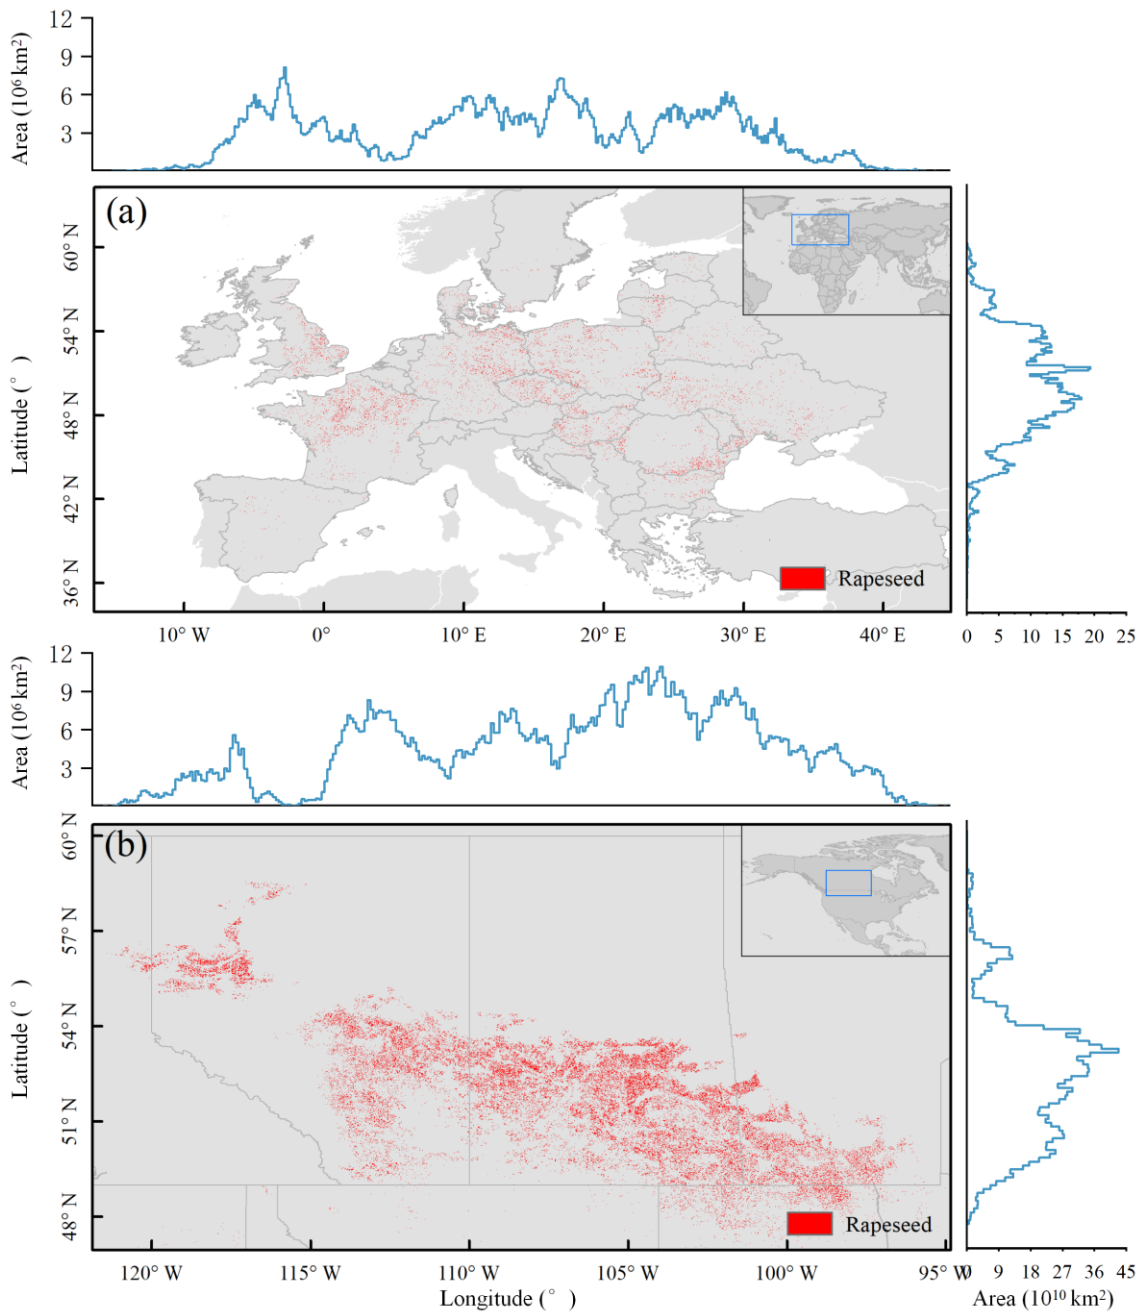 12
9
6
3
Area (10⁶ km²)
(a)
60° N
54° N
48° N
42° N
36° N
Latitude (°)
Rapeseed
10° W
0°
10° E
20° E
30° E
40° E
0 5 10 15 20 25
12
9
6
3
Area (10⁶ km²)
(b)
60° N
57° N
54° N
51° N
48° N
Latitude (°)
Rapeseed
120° W
115° W
110° W
105° W
100° W
95° W
0 9 18 27 36 45
Longitude (°)
Area (10¹⁰ km²)